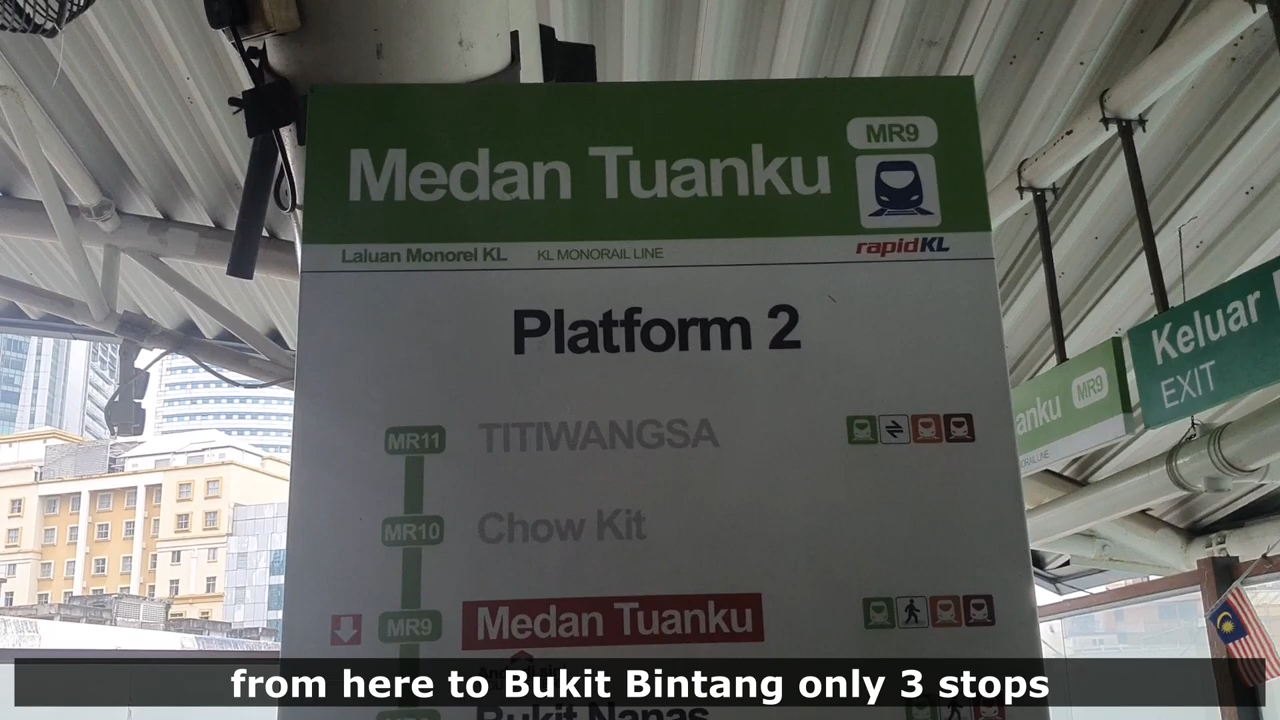 Medan Tuanku
MR9
Laluan Monorel KL
KL MONORAIL LINE
rapidKL
Platform 2
MR11 TITIWANGSA
MR10 Chow Kit
MR9 Medan Tuanku
Bukit Nanas
anku MR9
Keluar
EXIT
from here to Bukit Bintang only 3 stops